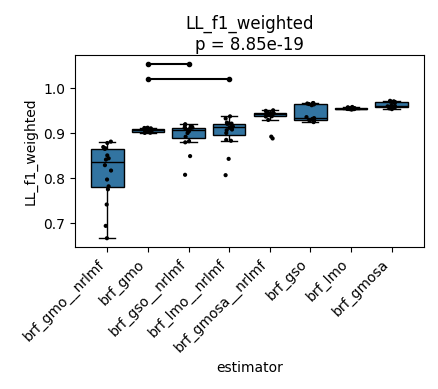 LL_f1_weighted
p = 8.85e-19
LL_f1_weighted
1.0
0.9
0.8
0.7
brf_gmo__nrlmf
brf_gmo
brf_gso__nrlmf
brf_lmo__nrlmf
brf_gmosa__nrlmf
brf_gso
brf_lmo
brf_gmosa
estimator